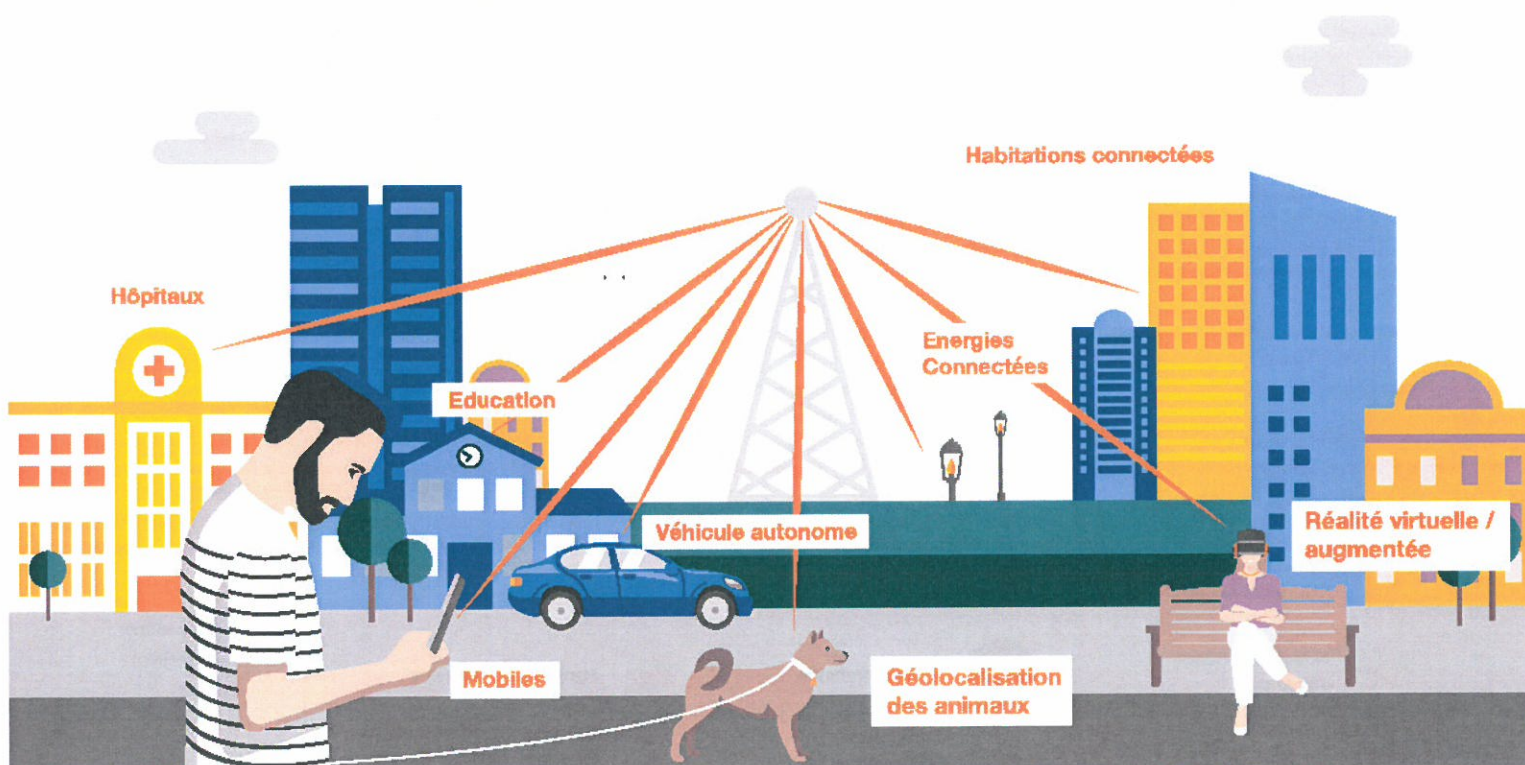 Habitations connectées
Hôpitaux
Energies
Connectées
Education
Véhicule autonome
Réalité virtuelle /
augmentée
Mobiles
Géolocalisation
des animaux